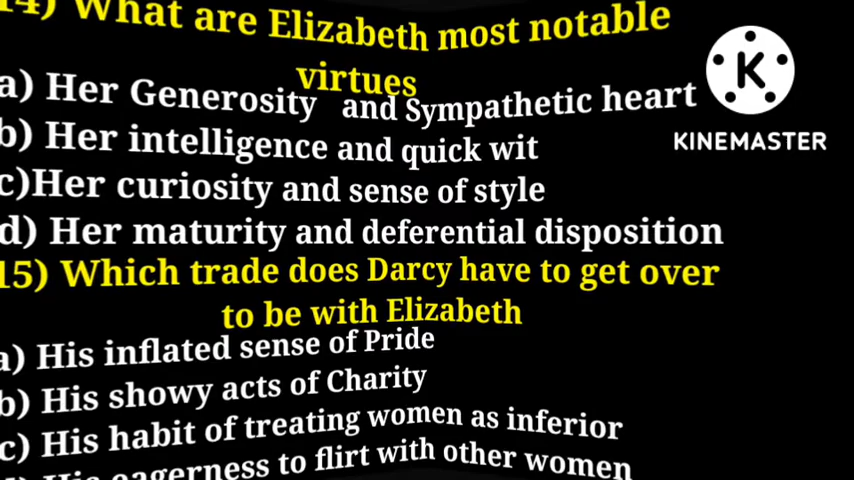 14) What are Elizabeth most notable
virtues
a) Her Generosity and Sympathetic heart
b) Her intelligence and quick wit
c)Her curiosity and sense of style
d) Her maturity and deferential disposition
15) Which trade does Darcy have to get over
to be with Elizabeth
a) His inflated sense of Pride
b) His showy acts of Charity
c) His habit of treating women as inferior
d) His eagerness to flirt with other women
K
KINEMASTER